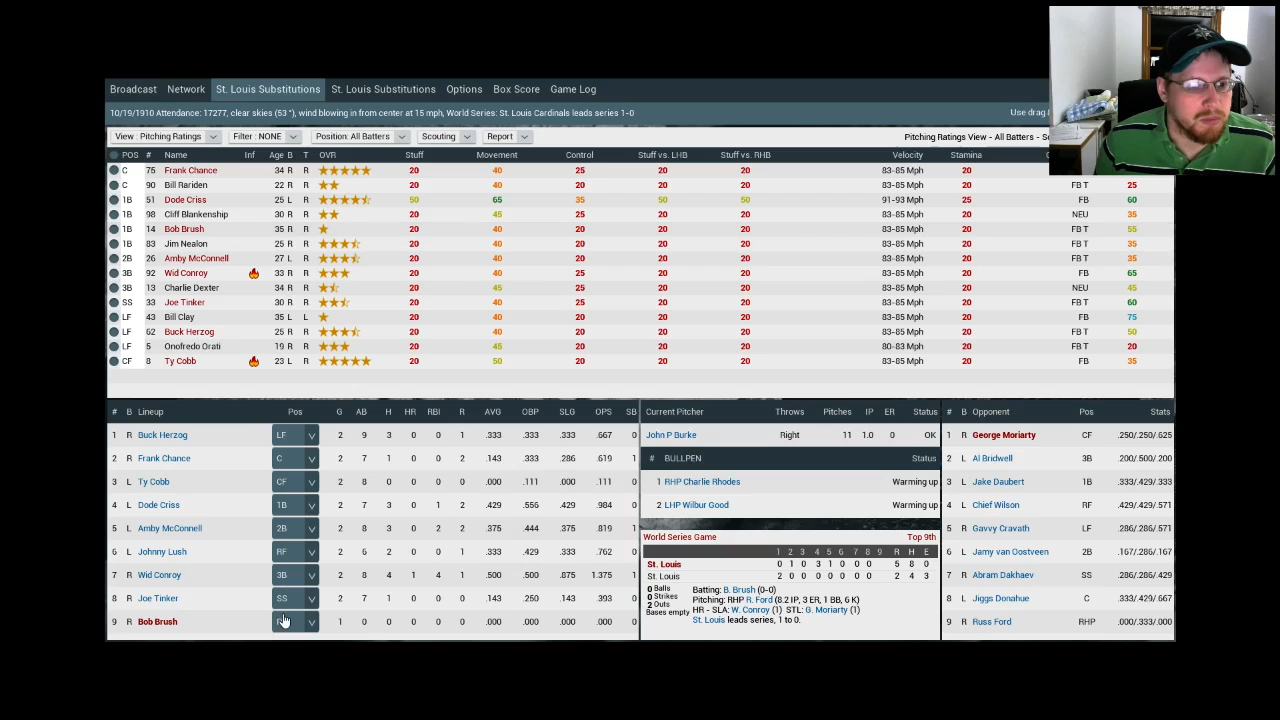 Broadcast Network St. Louis Substitutions St. Louis Substitutions Options Box Score Game Log
10/19/1910 Attendance: 17277, clear skies (53 °), wind blowing in from center at 15 mph, World Series: St. Louis Cardinals leads series 1-0 Use drag &
View : Pitching Ratings Filter : NONE Position: All Batters Scouting Report Pitching Ratings View - All Batters -
POS # Name Inf Age B T OVR Stuff Movement Control Stuff vs. LHB Stuff vs. RHB Velocity Stamina
C 75 Frank Chance 34 R R 20 40 25 20 20 83-85 Mph 20
C 90 Bill Rariden 22 R R 20 40 25 20 20 83-85 Mph 20 FB T 25
1B 51 Dode Criss 25 L R 50 65 35 50 50 91-93 Mph 25 FB 60
1B 98 Cliff Blankenship 30 R R 20 45 25 20 20 83-85 Mph 20 NEU 35
1B 14 Bob Brush 35 R R 20 40 25 20 20 83-85 Mph 20 FB T 55
1B 83 Jim Nealon 25 R R 20 40 25 20 20 83-85 Mph 20 FB T 35
2B 26 Amby McConnell 27 L R 20 40 25 20 20 83-85 Mph 20 FB T 35
3B 92 Wid Conroy 33 R R 20 40 25 20 20 83-85 Mph 20 FB 65
3B 13 Charlie Dexter 34 R R 20 45 25 20 20 83-85 Mph 20 NEU 45
SS 33 Joe Tinker 30 R R 20 40 25 20 20 83-85 Mph 20 FB T 60
LF 43 Bill Clay 35 L L 20 40 25 20 20 83-85 Mph 20 FB 75
LF 62 Buck Herzog 25 R R 20 40 25 20 20 83-85 Mph 20 FB T 50
LF 5 Onofredo Orati 19 R R 20 45 25 20 20 80-83 Mph 20 FB T 20
CF 8 Ty Cobb 23 L R 20 50 25 20 20 83-85 Mph 20 FB 35
# B Lineup Pos G AB H HR RBI R AVG OBP SLG OPS SB
1 R Buck Herzog LF 2 9 3 0 0 1 .333 .333 .333 .667 0
2 R Frank Chance C 2 7 1 0 0 1 .143 .333 .286 .619 1
3 L Ty Cobb CF 2 8 0 0 0 0 .000 .111 .000 .111 0
4 L Dode Criss 1B 2 7 3 0 1 2 .429 .556 .429 .984 0
5 L Amby McConnell 2B 2 8 3 0 2 2 .375 .444 .375 .819 1
6 L Johnny Lush RF 2 6 2 0 0 1 .333 .429 .333 .762 0
7 R Wid Conroy 3B 2 8 4 1 4 1 .500 .500 .875 1.375 1
8 R Joe Tinker SS 2 7 1 0 0 0 .143 .250 .143 .393 0
9 R Bob Brush 1 0 0 0 0 0 .000 .000 .000 .000 0
Current Pitcher Throws Pitches IP ER Status
John P Burke Right 11 1.0 0 OK
# BULLPEN Status
1 RHP Charlie Rhodes Warming up
2 LHP Wilbur Good Warming up
World Series Game Top 9th
1 2 3 4 5 6 7 8 9 R H E
St. Louis 0 1 0 3 1 0 0 0 5 8 0
St. Louis 2 0 0 0 0 0 0 0 2 4 3
0 Balls
0 Strikes
2 Outs
Bases empty
Batting: B. Brush (0-0)
Pitching: RHP R. Ford (8.2 IP, 3 ER, 1 BB, 6 K)
HR - SLA: W. Conroy (1) STL: G. Moriarty (1)
St. Louis leads series, 1 to 0.
# B Opponent Pos Stats
1 R George Moriarty CF .250/.250/.625
2 L Al Bridwell 3B .200/.500/.200
3 L Jake Daubert 1B .333/.429/.333
4 L Chief Wilson RF .429/.429/.571
5 R Gavvy Cravath LF .286/.286/.571
6 L Jamy van Oostveen 2B .167/.286/.167
7 R Abram Dakhaev SS .286/.286/.429
8 L Jiggs Donahue C .333/.429/.667
9 R Russ Ford RHP .000/.333/.000